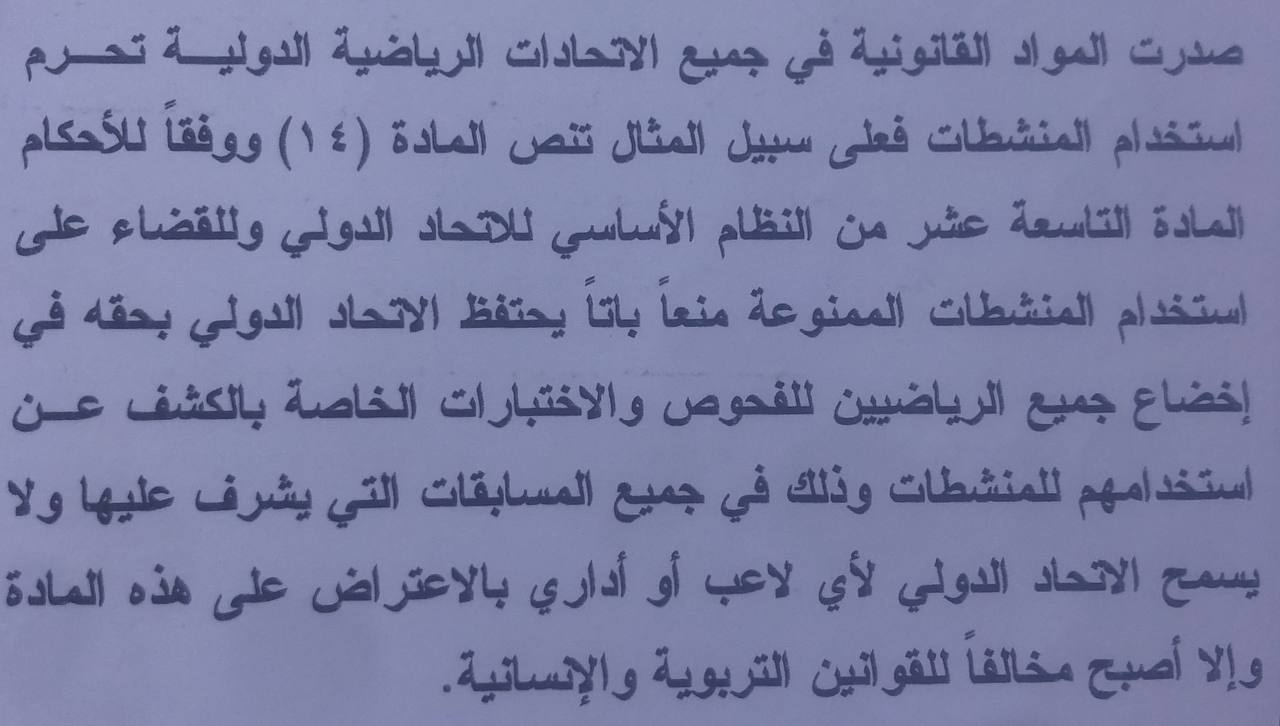 صدرت المواد القانونية في جميع الاتحادات الرياضية الدولية تحرم
استخدام المنشطات فعلى سبيل المثال تنص المادة (١٤) ووفقاً للأحكام
المادة التاسعة عشر من النظام الأساسي للاتحاد الدولي وللقضاء على
استخدام المنشطات الممنوعة منعاً باتاً يحتفظ الاتحاد الدولي بحقه في
إخضاع جميع الرياضيين للفحوص والاختبارات الخاصة بالكشف عن
استخدامهم للمنشطات وذلك في جميع المسابقات التي يشرف عليها ولا
يسمح الاتحاد الدولي لأي لاعب أو أداري بالاعتراض على هذه المادة
وإلا أصبح مخالفاً للقوانين التربوية والإنسانية.